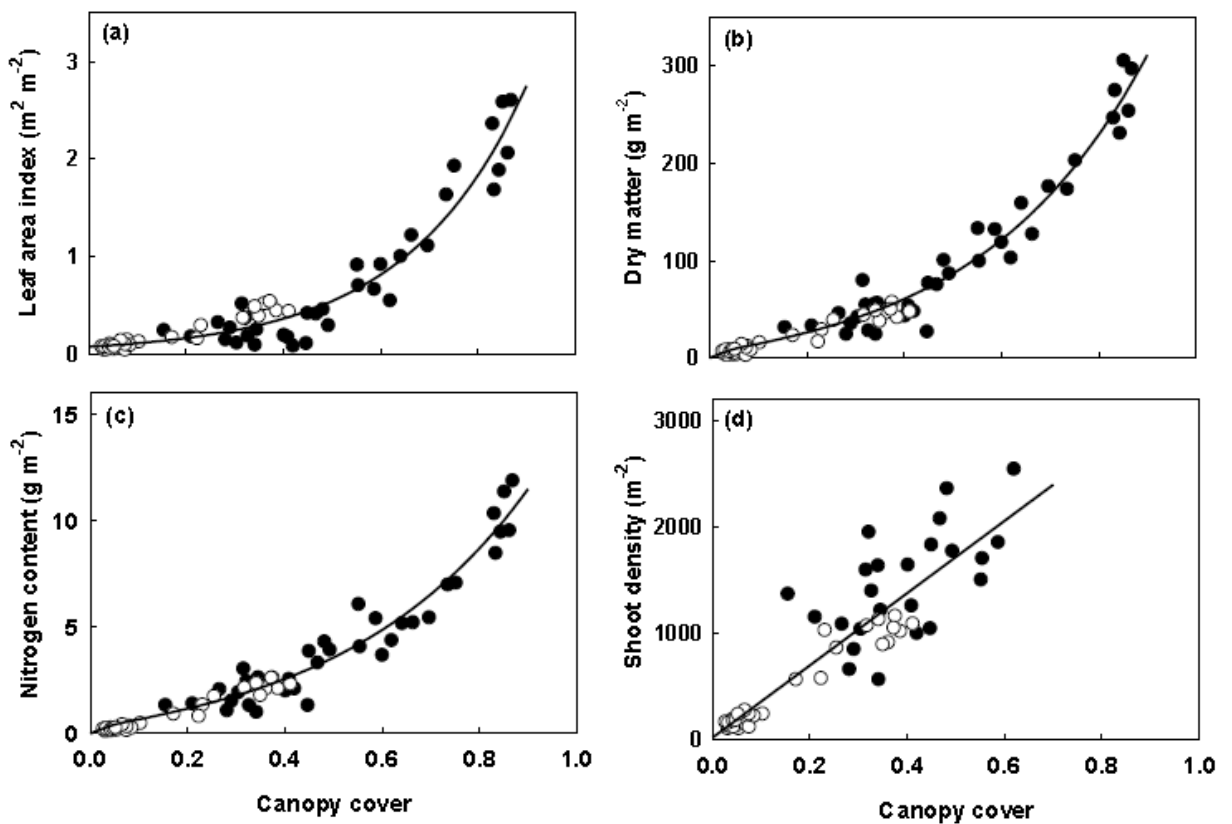 (a)
Leaf area index (m² m⁻²)
3
2
1
0
(b)
Dry matter (g m⁻²)
300
200
100
0
(c)
Nitrogen content (g m⁻²)
15
10
5
0
0.0 0.2 0.4 0.6 0.8 1.0
Canopy cover
(d)
Shoot density (m⁻²)
3000
2000
1000
0
0.0 0.2 0.4 0.6 0.8 1.0
Canopy cover